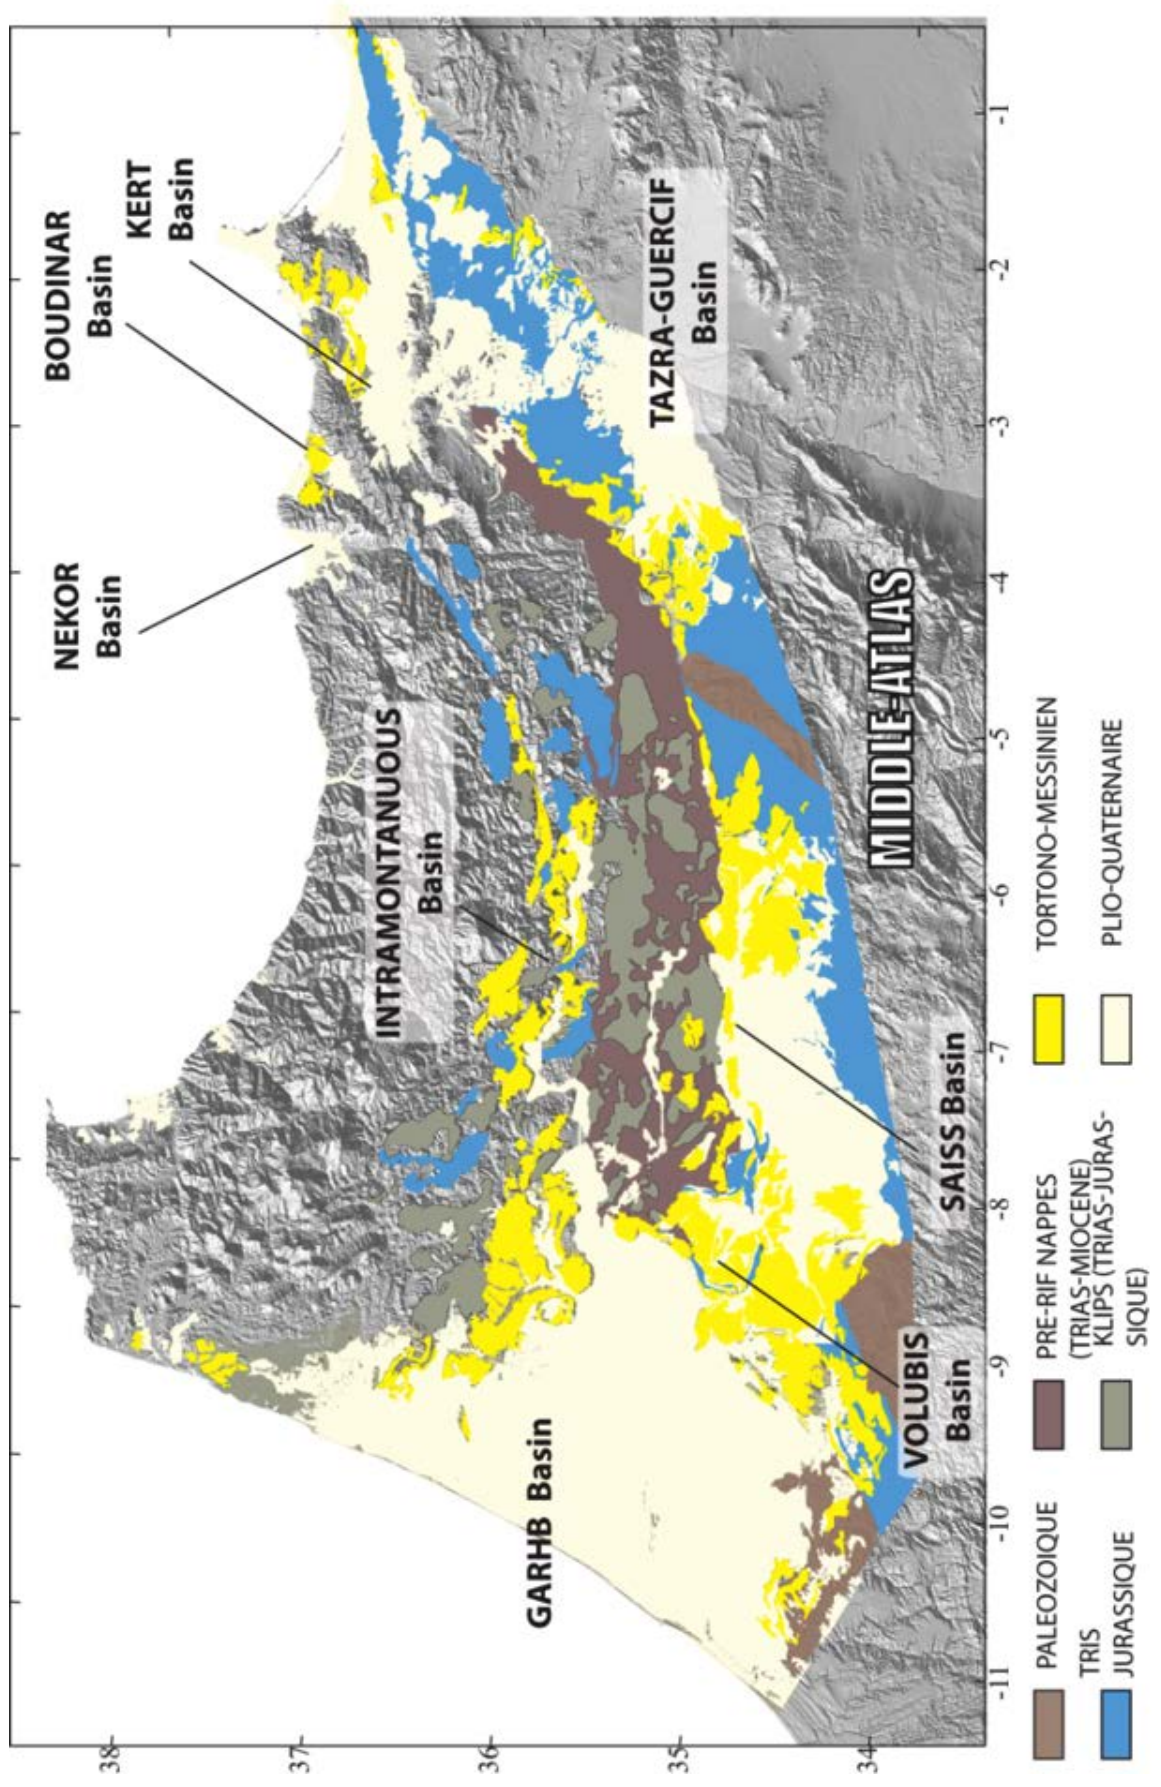 NEKOR
Basin
BOUDINAR
Basin
KERT
Basin
INTRAMONTANUOUS
Basin
TAZRA-GUERCIF
Basin
GARHB Basin
MIDDLE-ATLAS
SAISS Basin
VOLUBIS
Basin
38
37
36
35
34
-11
-10
-9
-8
-7
-6
-5
-4
-3
-2
-1
PALEOZOIQUE
TRIS
JURASSIQUE
PRE-RIF NAPPES
(TRIAS-MIOCENE)
KLIPS (TRIAS-JURAS-
SIQUE)
TORTONO-MESSINIEN
PLIO-QUATERNAIRE